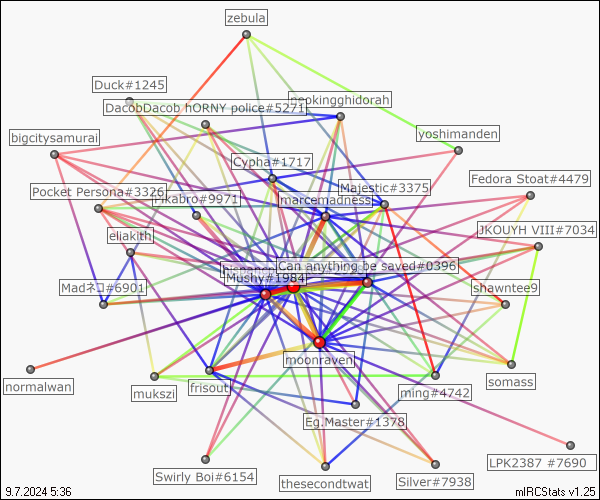 zebula
Duck#1245
neokingghidorah
DacobDacob hORNY police#5271
yoshimanden
bigcitysamurai
Cypha#1717
Fedora Stoat#4479
Majestic#3375
Pocket Persona#3326
Pikabro#9971
marcemadness
JKOUYH VIII#7034
eliakith
Can anything be saved#0396
Mushy#1984
Madネコ#6901
shawntee9
moonraven
normalwan
mukszi
frisout
ming#4742
somass
Eg.Master#1378
LPK2387 #7690
Swirly Boi#6154
thesecondtwat
Silver#7938
9.7.2024 5:36
mIRCStats v1.25